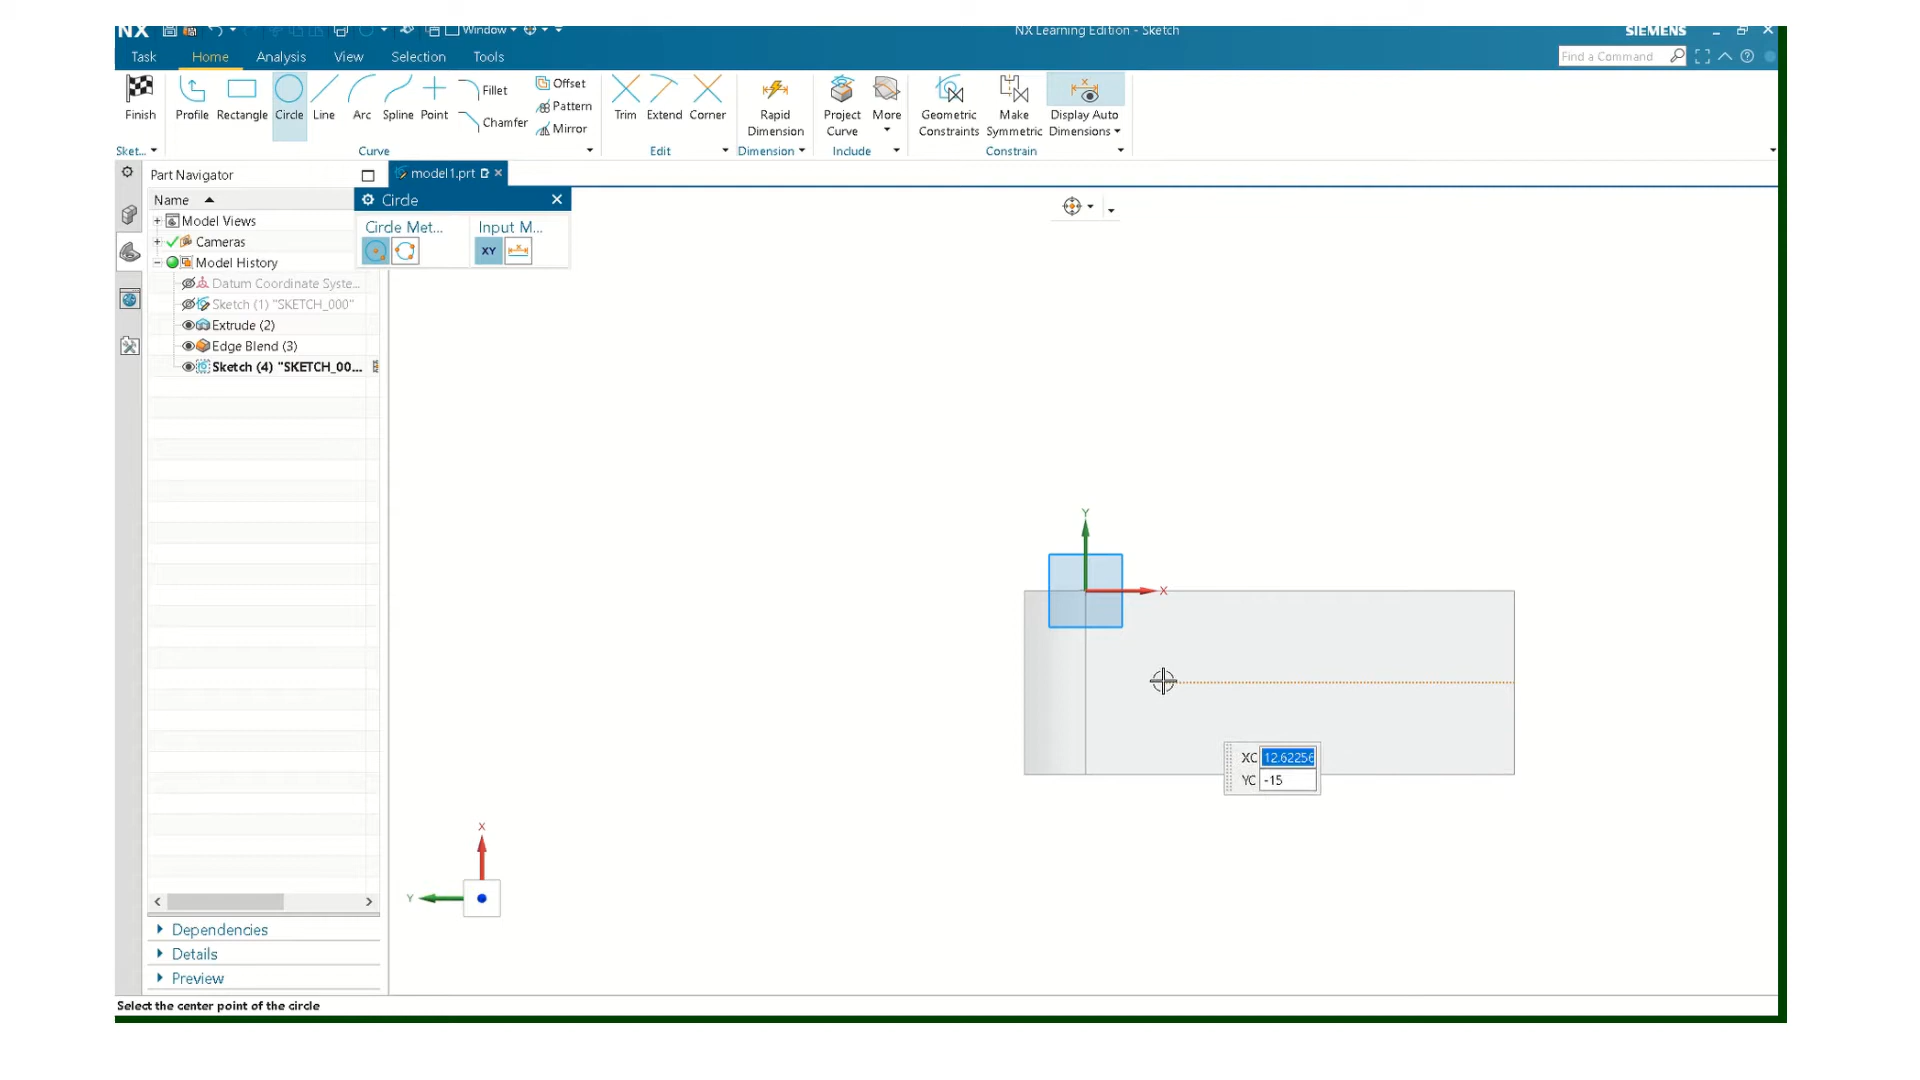 NX
Window
NX Learning Edition - Sketch
SIEMENS
Task
Home
Analysis
View
Selection
Tools
Find a Command
Finish
Profile
Rectangle
Circle
Line
Arc
Spline
Point
Fillet
Chamfer
Offset
Pattern
Mirror
Trim
Extend
Corner
Rapid
Dimension
Project
Curve
More
Geometric
Constraints
Make
Symmetric
Display Auto
Dimensions
Sket...
Curve
Edit
Dimension
Include
Constrain
Part Navigator
model1.prt
Name
Model Views
Cameras
Model History
Datum Coordinate Syste...
Sketch (1) "SKETCH_000"
Extrude (2)
Edge Blend (3)
Sketch (4) "SKETCH_00...
Circle
Circle Met...
Input M...
XY
Y
X
XC 12.62256
YC -15
X
Y
Dependencies
Details
Preview
Select the center point of the circle